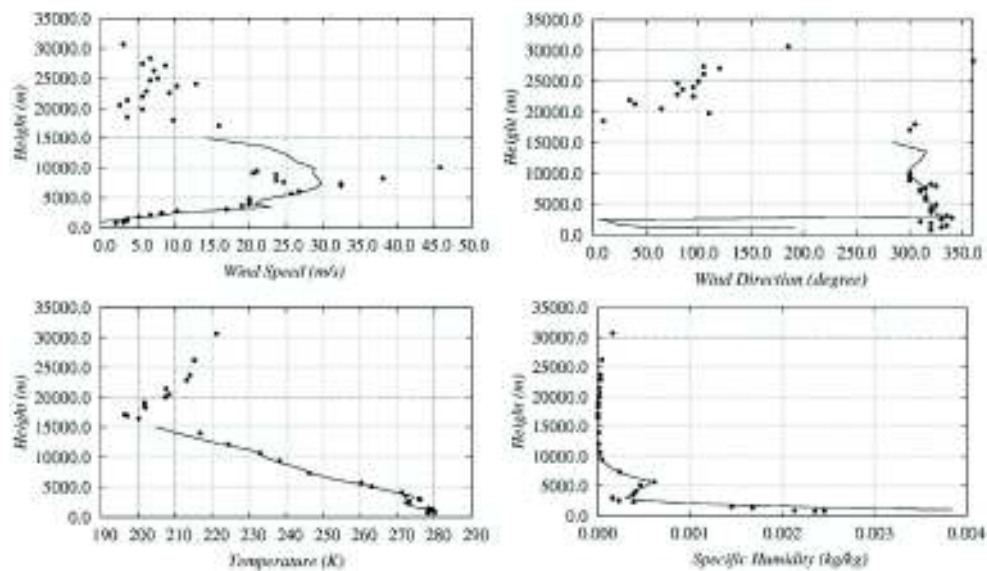 35000.0
30000.0
25000.0
20000.0
15000.0
10000.0
5000.0
0.0
Height (m)
0.0 5.0 10.0 15.0 20.0 25.0 30.0 35.0 40.0 45.0 50.0
Wind Speed (m/s)
35000.0
30000.0
25000.0
20000.0
15000.0
10000.0
5000.0
0.0
Height (m)
0.0 50.0 100.0 150.0 200.0 250.0 300.0 350.0
Wind Direction (degree)
35000.0
30000.0
25000.0
20000.0
15000.0
10000.0
5000.0
0.0
Height (m)
190 200 210 220 230 240 250 260 270 280 290
Temperature (K)
35000.0
30000.0
25000.0
20000.0
15000.0
10000.0
5000.0
0.0
Height (m)
0.000 0.001 0.002 0.003 0.004
Specific Humidity (kg/kg)